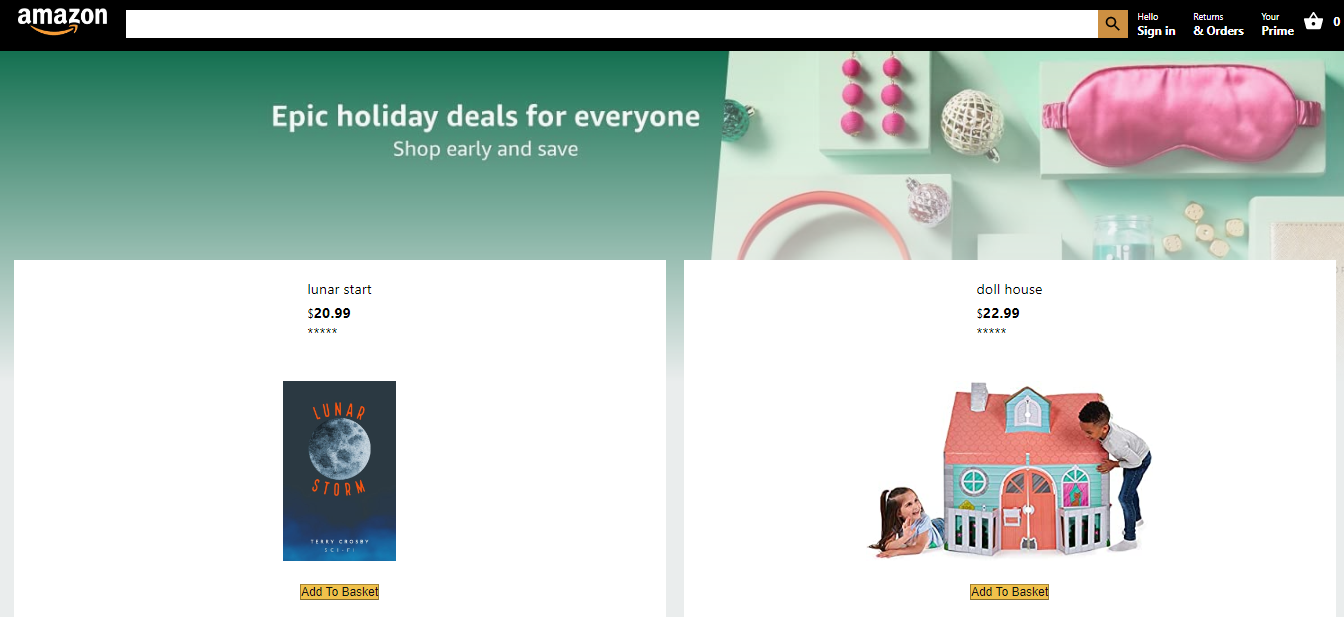 amazon
Hello
Sign in
Returns
& Orders
Your
Prime
0
Epic holiday deals for everyone
Shop early and save
lunar start
$20.99
*****
LUNAR
STORM
TERRY CROSBY
SCI-FI
Add To Basket
doll house
$22.99
*****
Add To Basket